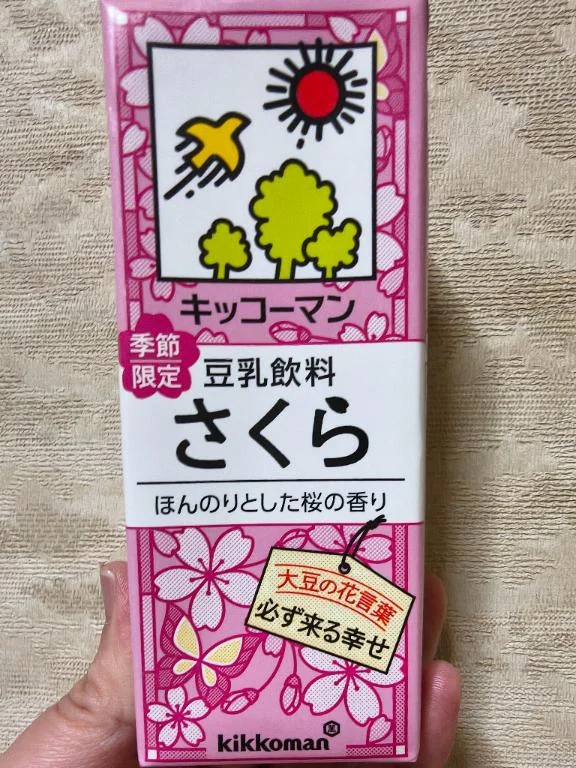 キッコーマン
季節
限定
豆乳飲料
さくら
ほんのりとした桜の香り
大豆の花言葉
必ず来る幸せ
kikkoman